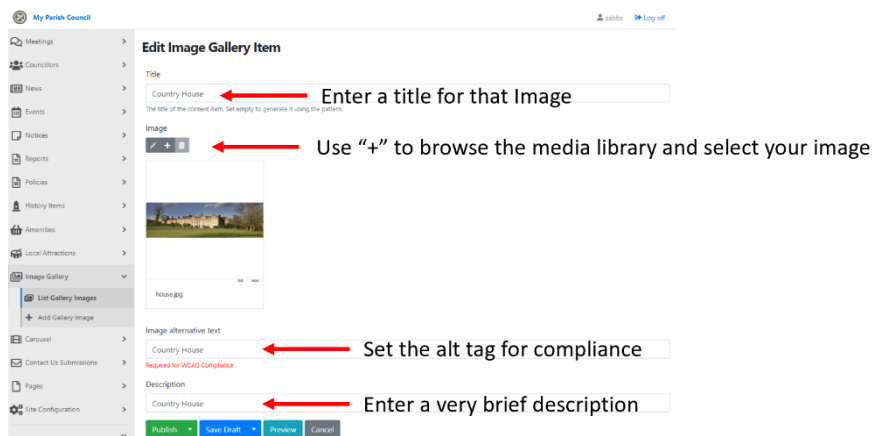 My Parish Council
Log off
Meetings
Councillors
News
Events
Notices
Reports
Policies
History Items
Amenities
Local Attractions
Image Gallery
List Gallery Images
Add Gallery Image
Carousel
Contact Us Submissions
Pages
Site Configuration
Edit Image Gallery Item
Title
Country House
Enter a title for that Image
The title of the content item. Set empty to generate it using the pattern.
Image
Use “+” to browse the media library and select your image
house.jpg
Image alternative text
Country House
Set the alt tag for compliance
Required for WCAG Compliance
Description
Country House
Enter a very brief description
Publish Save Draft Preview Cancel